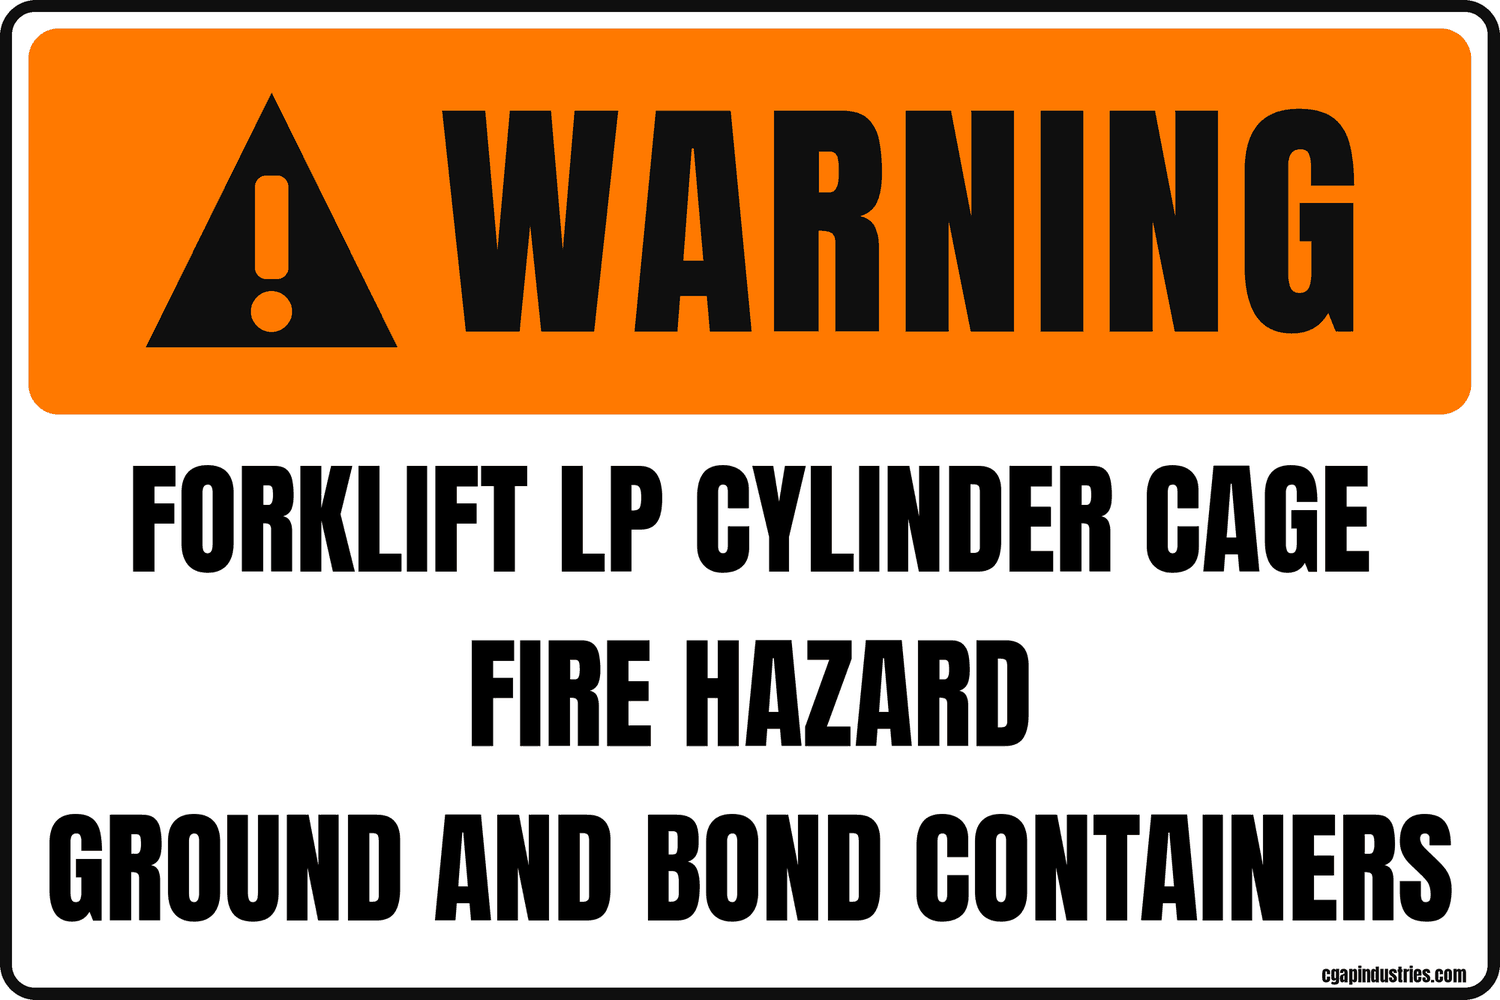 WARNING
FORKLIFT LP CYLINDER CAGE
FIRE HAZARD
GROUND AND BOND CONTAINERS
cgapindustries.com